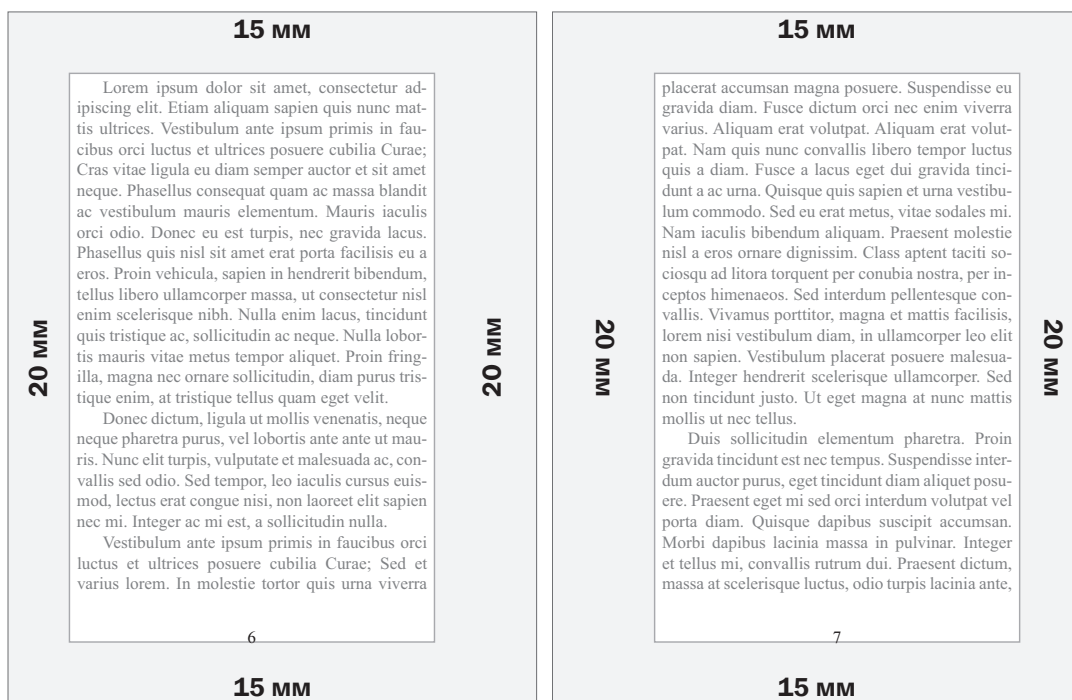 15 мм
Lorem ipsum dolor sit amet, consectetur ad-
ipiscing elit. Etiam aliquam sapien quis nunc mat-
tis ultrices. Vestibulum ante ipsum primis in fau-
cibus orci luctus et ultrices posuere cubilia Curae;
Cras vitae ligula eu diam semper auctor et sit amet
neque. Phasellus consequat quam ac massa blandit
ac vestibulum mauris elementum. Mauris iaculis
orci odio. Donec eu est turpis, nec gravida lacus.
Phasellus quis nisl sit amet erat porta facilisis eu a
eros. Proin vehicula, sapien in hendrerit bibendum,
tellus libero ullamcorper massa, ut consectetur nisl
enim scelerisque nibh. Nulla enim lacus, tincidunt
quis tristique ac, sollicitudin ac neque. Nulla lobor-
tis mauris vitae metus tempor aliquet. Proin fring-
illa, magna nec ornare sollicitudin, diam purus tris-
tique enim, at tristique tellus quam eget velit.
Donec dictum, ligula ut mollis venenatis, neque
neque pharetra purus, vel lobortis ante ante ut mau-
ris. Nunc elit turpis, vulputate et malesuada ac, con-
vallis sed odio. Sed tempor, leo iaculis cursus euis-
mod, lectus erat congue nisi, non laoreet elit sapien
nec mi. Integer ac mi est, a sollicitudin nulla.
Vestibulum ante ipsum primis in faucibus orci
luctus et ultrices posuere cubilia Curae; Sed et
varius lorem. In molestie tortor quis urna viverra
6
20 мм
20 мм
15 мм
15 мм
placerat accumsan magna posuere. Suspendisse eu
gravida diam. Fusce dictum orci nec enim viverra
varius. Aliquam erat volutpat. Aliquam erat volut-
pat. Nam quis nunc convallis libero tempor luctus
quis a diam. Fusce a lacus eget dui gravida tinci-
dunt a ac urna. Quisque quis sapien et urna vestibu-
lum commodo. Sed eu erat metus, vitae sodales mi.
Nam iaculis bibendum aliquam. Praesent molestie
nisl a eros ornare dignissim. Class aptent taciti so-
ciosqu ad litora torquent per conubia nostra, per in-
ceptos himenaeos. Sed interdum pellentesque con-
vallis. Vivamus porttitor, magna et mattis facilisis,
lorem nisi vestibulum diam, in ullamcorper leo elit
non sapien. Vestibulum placerat posuere malesua-
da. Integer hendrerit scelerisque ullamcorper. Sed
non tincidunt justo. Ut eget magna at nunc mattis
mollis ut nec tellus.
Duis sollicitudin elementum pharetra. Proin
gravida tincidunt est nec tempus. Suspendisse inter-
dum auctor purus, eget tincidunt diam aliquet posu-
ere. Praesent eget mi sed orci interdum volutpat vel
porta diam. Quisque dapibus suscipit accumsan.
Morbi dapibus lacinia massa in pulvinar. Integer
et tellus mi, convallis rutrum dui. Praesent dictum,
massa at scelerisque luctus, odio turpis lacinia ante,
7
20 мм
20 мм
15 мм